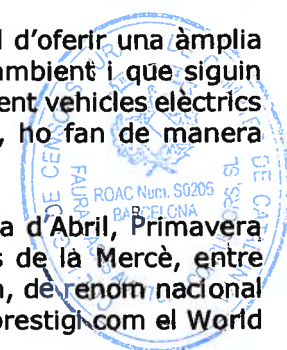 d'oferir una àmplia
ambient i que siguin
ent vehicles elèctrics
, ho fan de manera
ROAC Núm. S0206
BARCELONA
a d'Abril, Primavera
s de la Mercè, entre
, de renom nacional
prestigi com el World